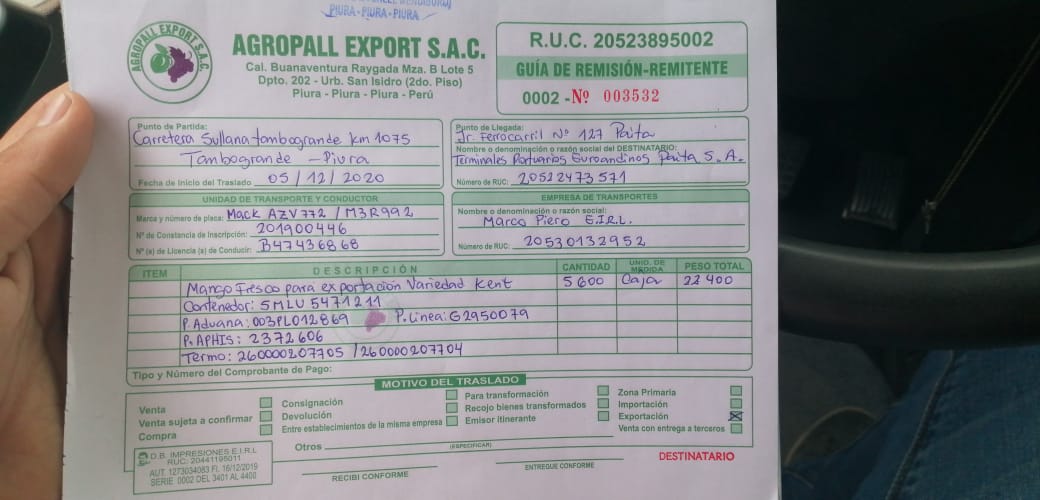 PIURA - PIURA - PIURA
AGROPALL EXPORT S.A.C.
AGROPALL EXPORT S.A.C.
Cal. Buenaventura Raygada Mza. B Lote 5
Dpto. 202 - Urb. San Isidro (2do. Piso)
Piura - Piura - Piura - Perú
R.U.C. 20523895002
GUÍA DE REMISIÓN-REMITENTE
0002 - Nº 003532
Punto de Partida:
Carretera Sullana tambogrande km 1075
Tambogrande - Piura
Fecha de Inicio del Traslado 05/12/2020
Punto de Llegada:
Jr. Ferrocarril Nº 127 Paita
Nombre o denominación o razón social del DESTINATARIO:
Terminales Portuarios Euroandinos Paita S.A.
Número de RUC: 20522473571
UNIDAD DE TRANSPORTE Y CONDUCTOR
Marca y número de placa: Mack AZV772 / M3R992
Nº de Constancia de Inscripción: 201900446
Nº (s) de Licencia (s) de Conducir: B47436868
EMPRESA DE TRANSPORTES
Nombre o denominación o razón social:
Marco Piero E.I.R.L.
Número de RUC: 20530132952
ITEM DESCRIPCIÓN CANTIDAD UNID. DE MEDIDA PESO TOTAL
Mango Fresco para exportación Variedad Kent 5 600 Caja 22 400
Contenedor: SMLU 5471211
P. Aduana: 003PL012869 P. Linea: G2950079
P. APHIS: 2372606
Termo: 260000207705 / 260000207704
Tipo y Número del Comprobante de Pago:
MOTIVO DEL TRASLADO
Venta
Venta sujeta a confirmar
Compra
Consignación
Devolución
Entre establecimientos de la misma empresa
Para transformación
Recojo bienes transformados
Emisor itinerante
Zona Primaria
Importación
Exportación X
Venta con entrega a terceros
Otros
(ESPECIFICAR)
D.B. IMPRESIONES E.I.R.L
RUC: 20441195011
AUT. 1273034083 FI. 16/12/2019
SERIE 0002 DEL 3401 AL 4400
RECIBI CONFORME
ENTREGUE CONFORME
DESTINATARIO